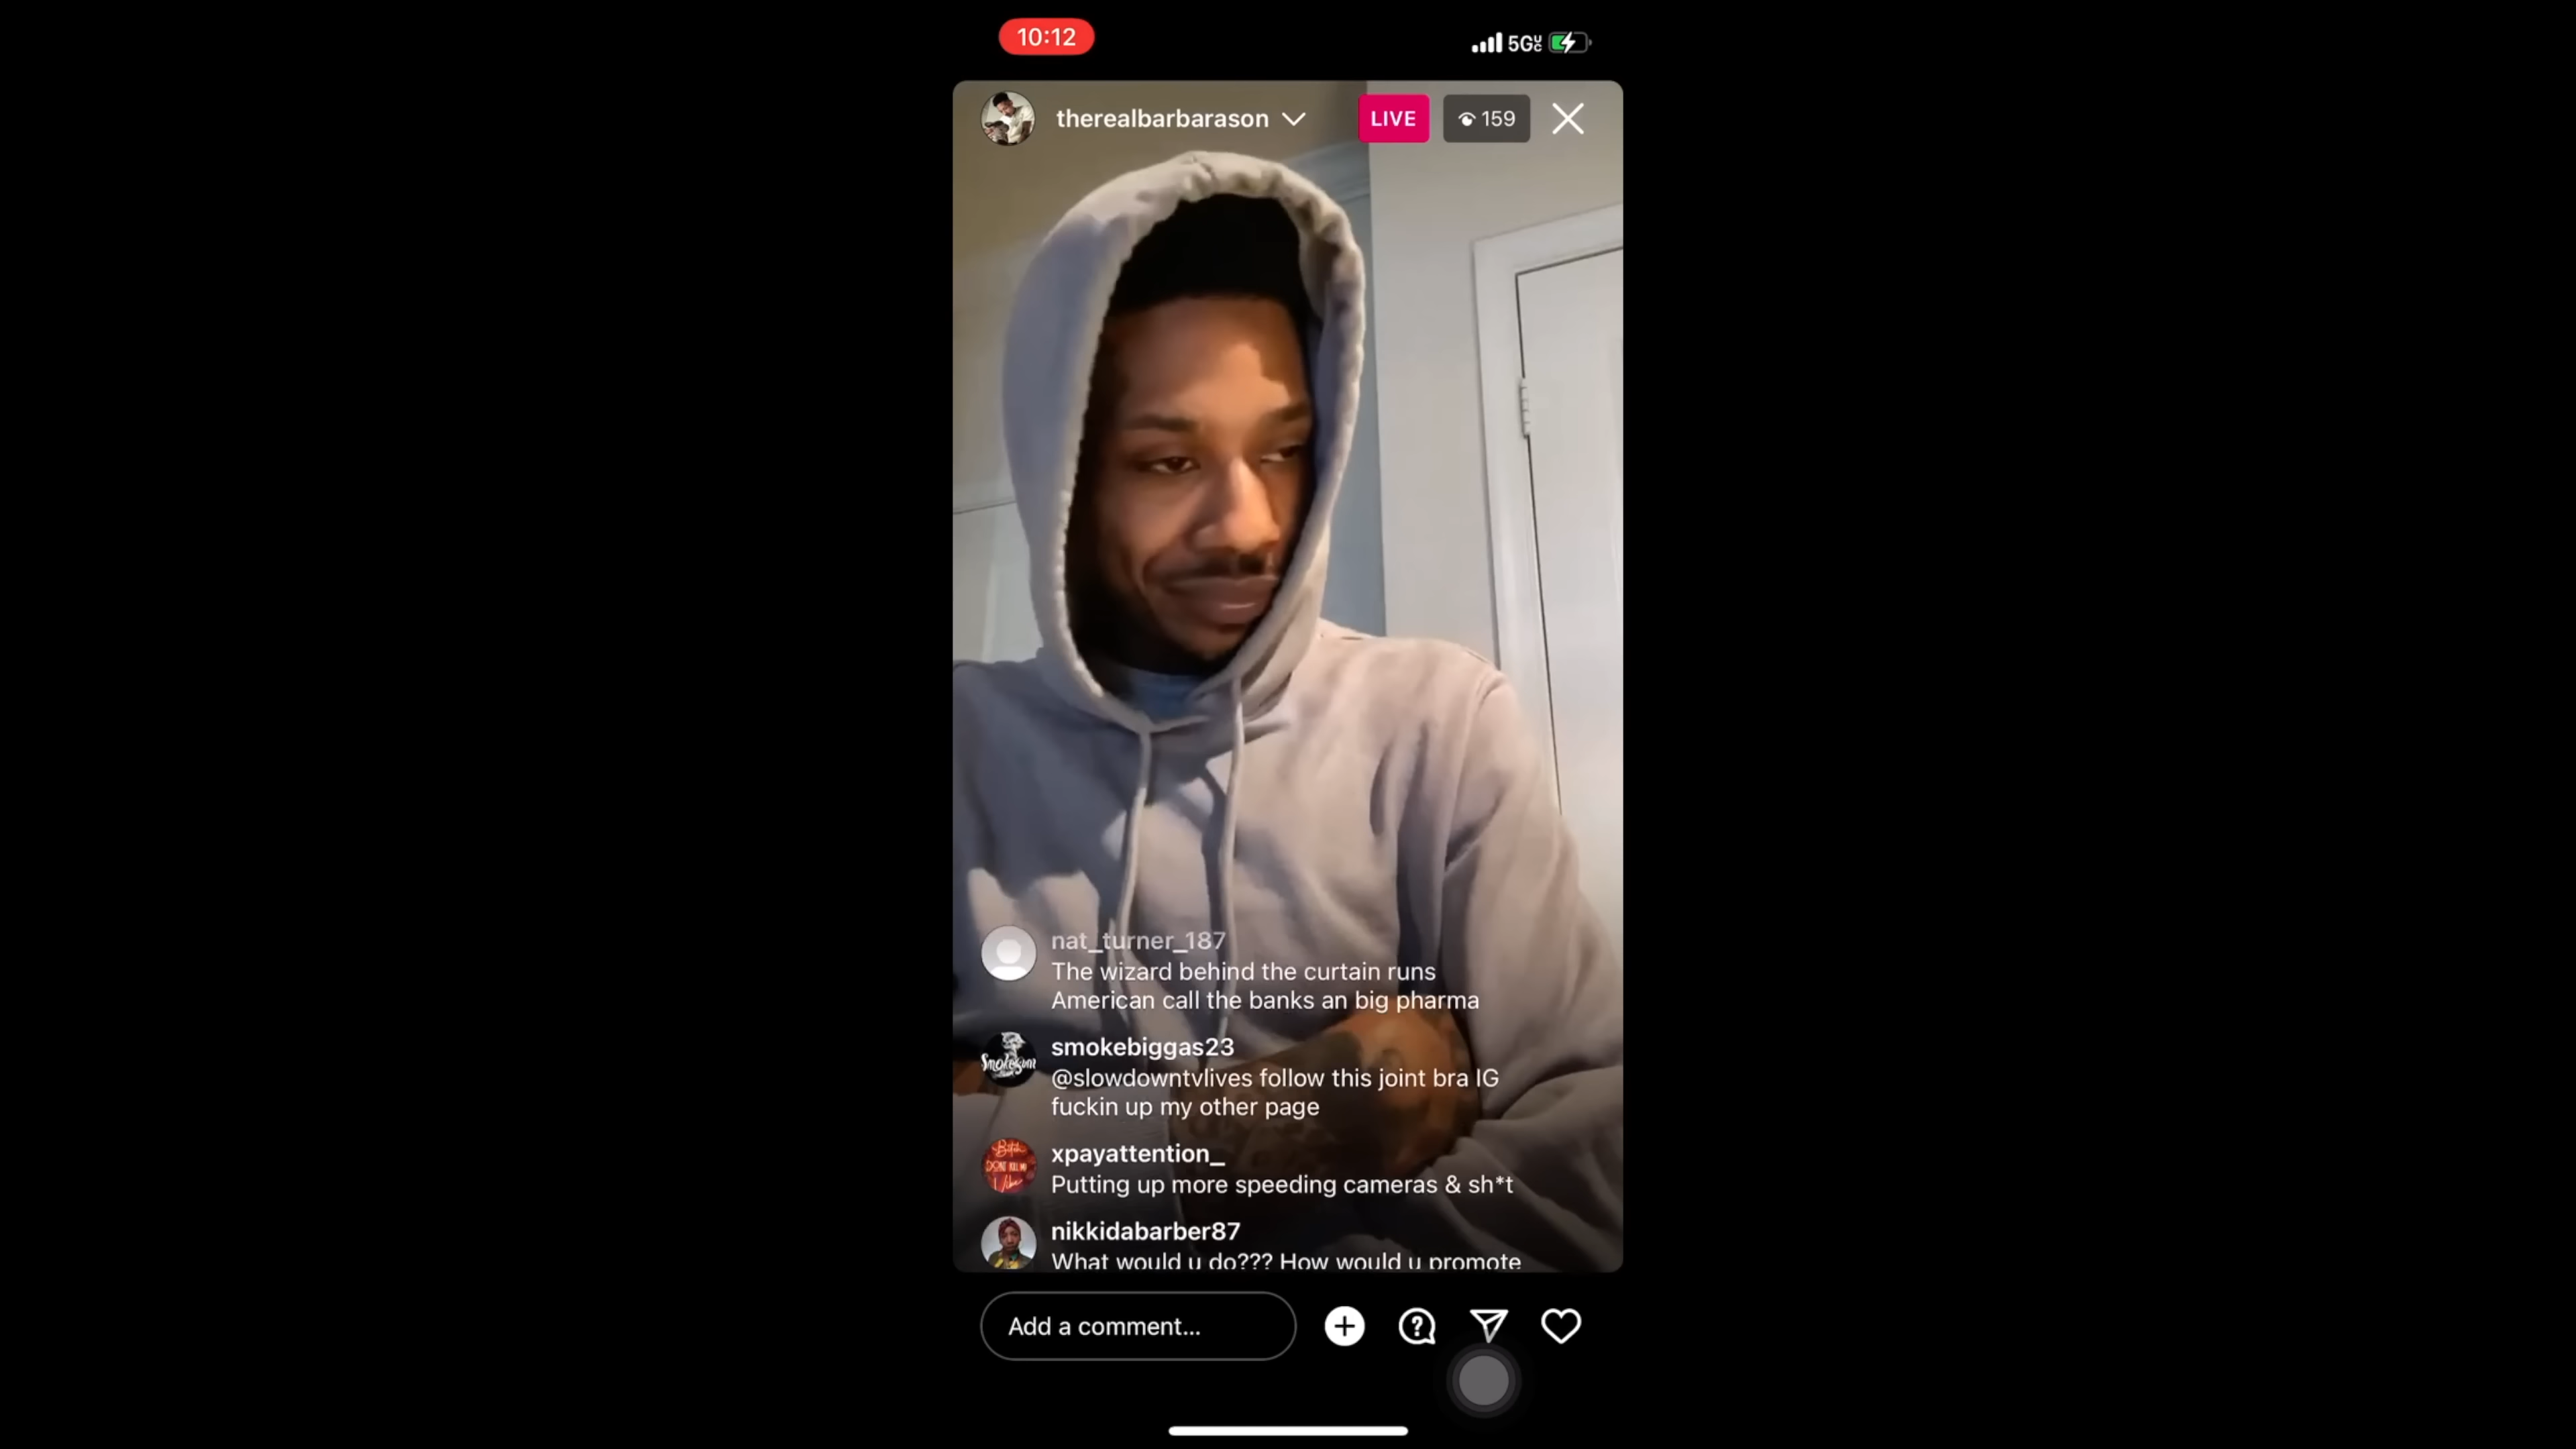 10:12
5G UC
therealbarbarason
LIVE
159
nat_turner_187
The wizard behind the curtain runs
American call the banks an big pharma
smokebiggas23
@slowdowntvlives follow this joint bra IG
fuckin up my other page
xpayattention_
Putting up more speeding cameras & sh*t
nikkidabarber87
What would u do??? How would u promote
Add a comment...